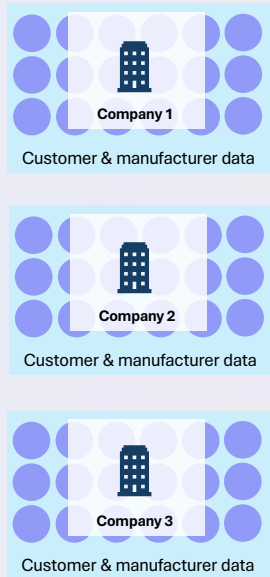 Company 1
Customer & manufacturer data
Company 2
Customer & manufacturer data
Company 3
Customer & manufacturer data